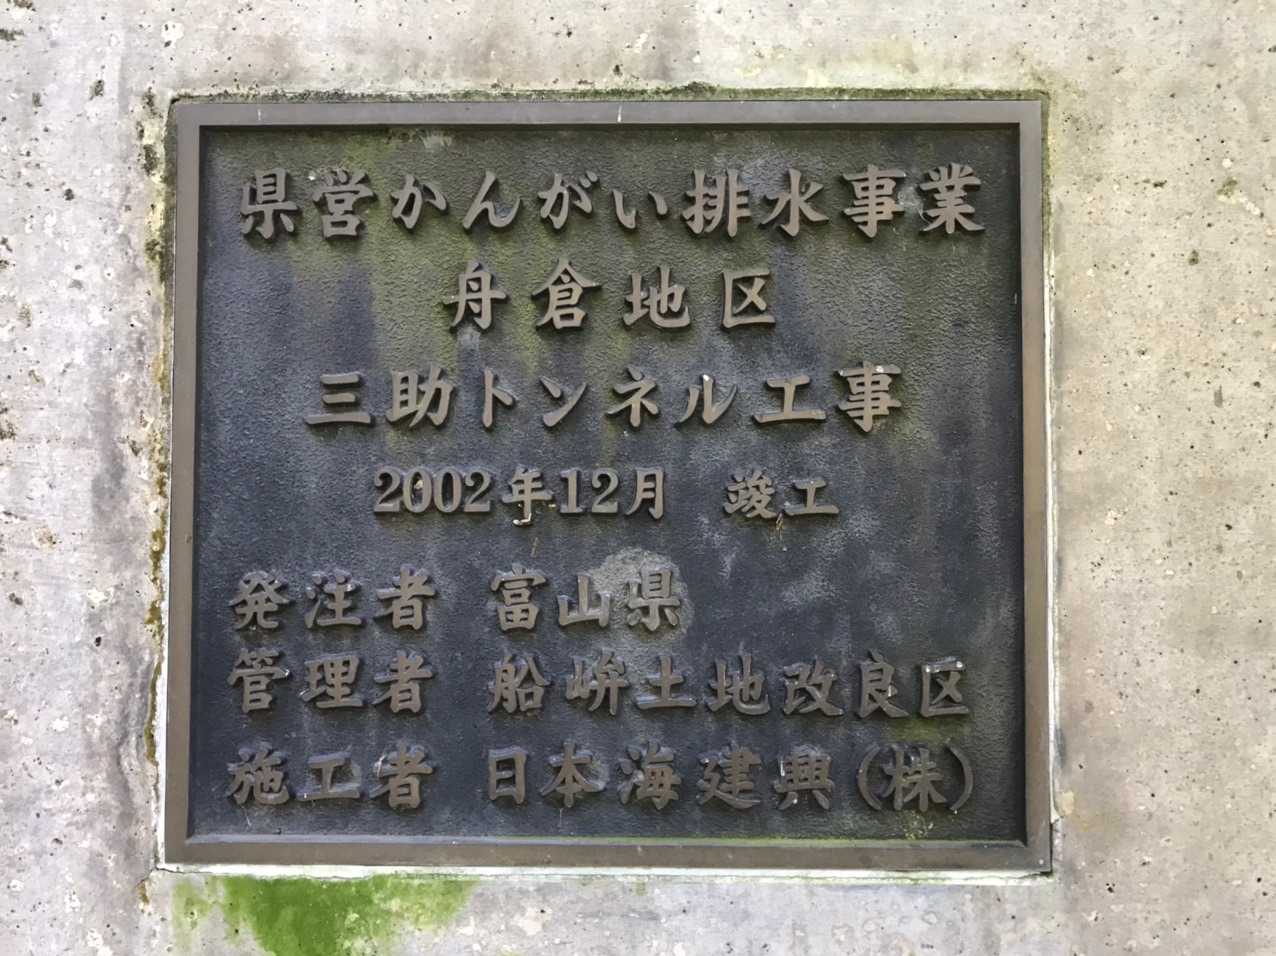 県営かんがい排水事業
舟倉地区
三助トンネル工事
2002年12月 竣工
発注者 富山県
管理者 船峅土地改良区
施工者 日本海建興(株)